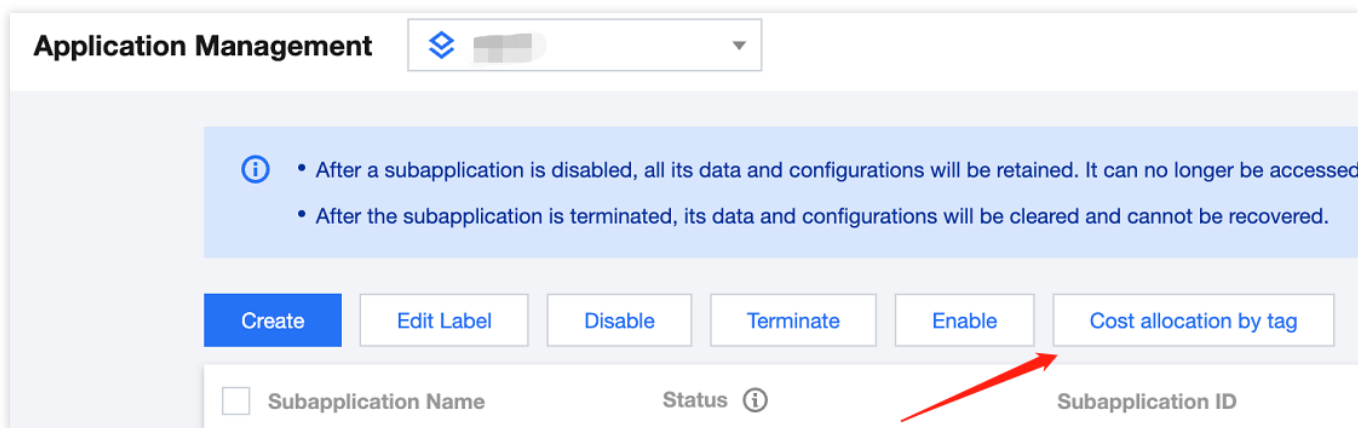 Application Management
• After a subapplication is disabled, all its data and configurations will be retained. It can no longer be accessed
• After the subapplication is terminated, its data and configurations will be cleared and cannot be recovered.
Create Edit Label Disable Terminate Enable Cost allocation by tag
Subapplication Name Status Subapplication ID